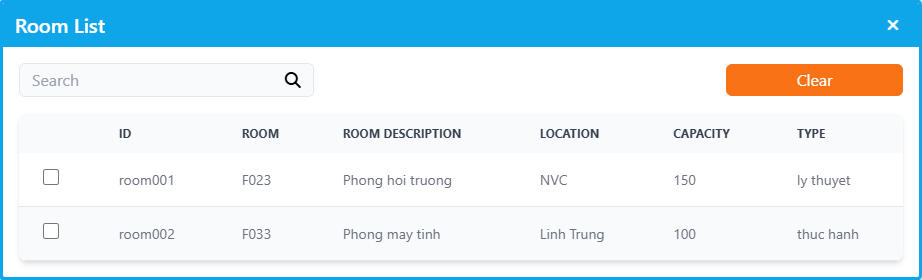 Room List
Search
Clear
ID ROOM ROOM DESCRIPTION LOCATION CAPACITY TYPE
room001 F023 Phong hoi truong NVC 150 ly thuyet
room002 F033 Phong may tinh Linh Trung 100 thuc hanh